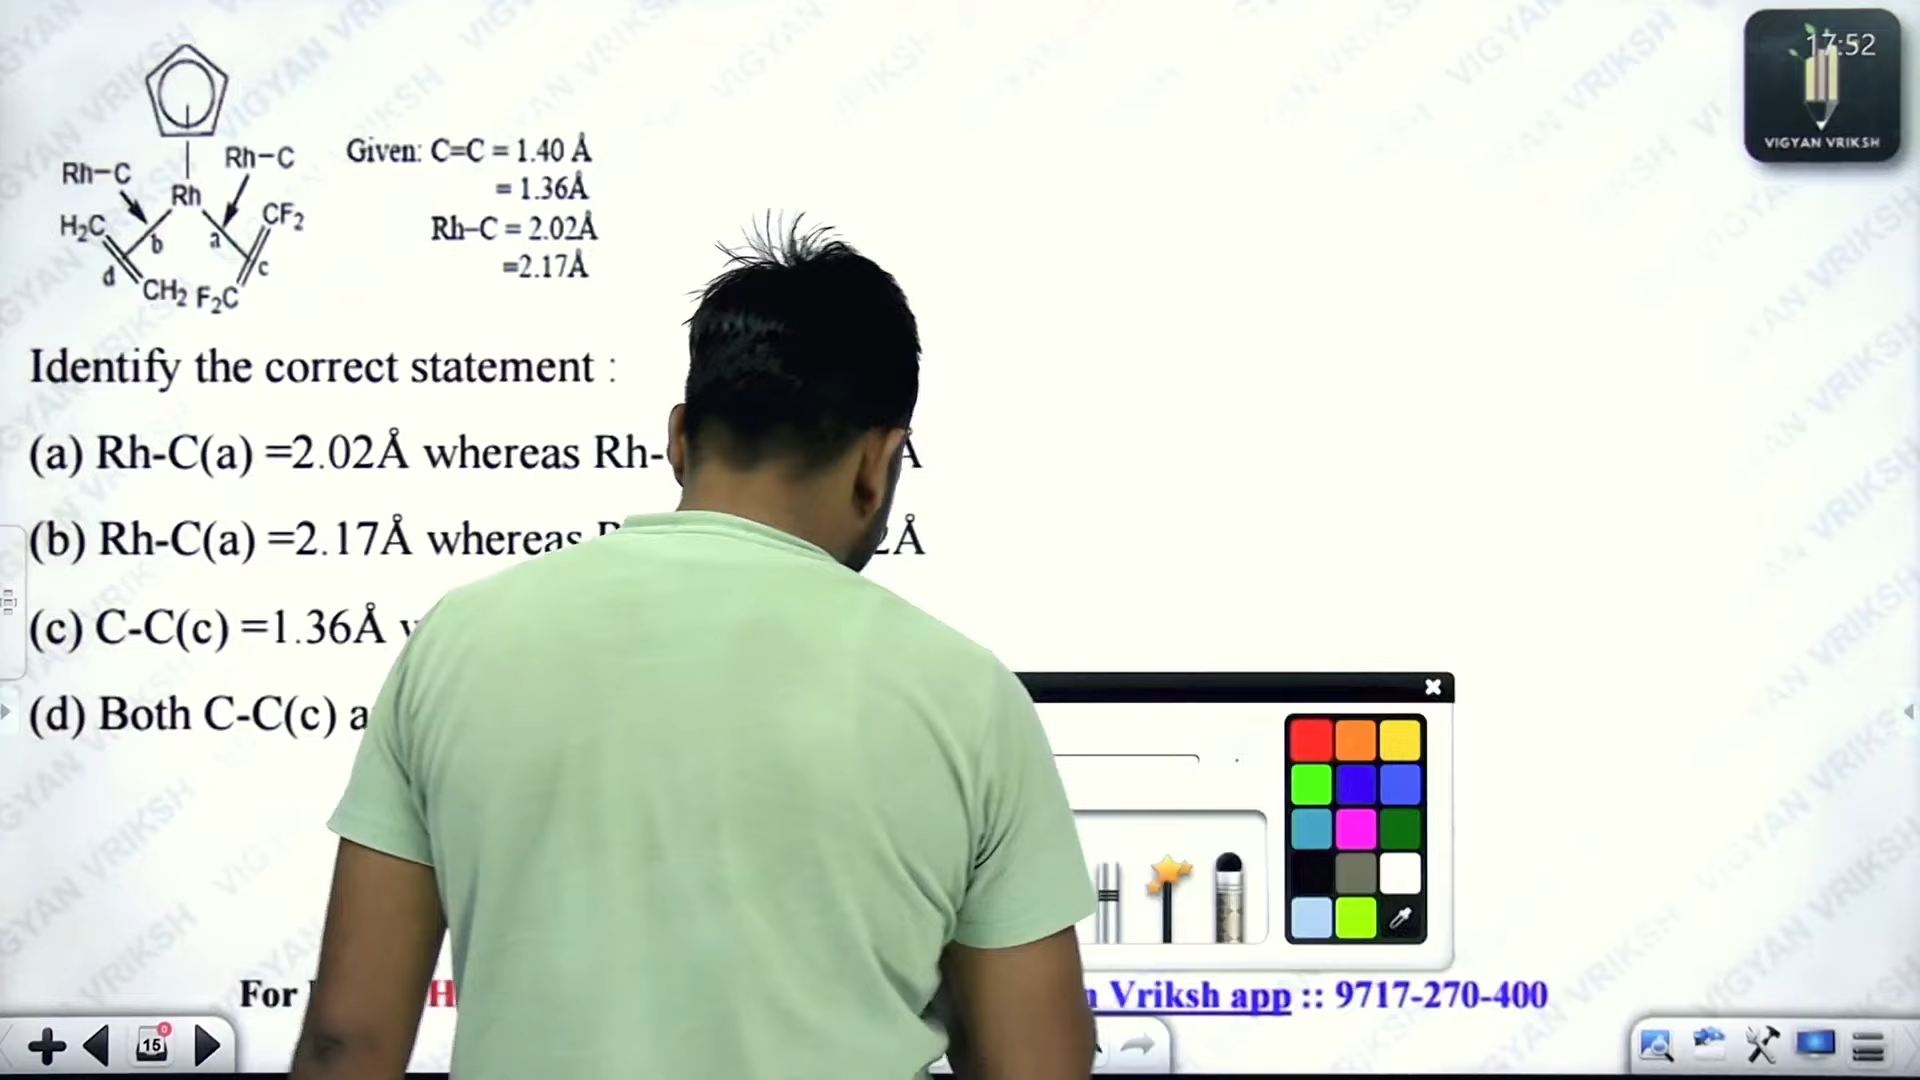 17:52
VIGYAN VRIKSH
Rh-C
Rh-C
Rh
H₂C
CF₂
b
a
d
c
CH₂
F₂C
Given: C=C = 1.40 Å
= 1.36Å
Rh-C = 2.02Å
=2.17Å
Identify the correct statement :
(a) Rh-C(a) =2.02Å whereas Rh- Å
(b) Rh-C(a) =2.17Å whereas Å
(c) C-C(c) =1.36Å
(d) Both C-C(c)
For Vriksh app :: 9717-270-400
15
0